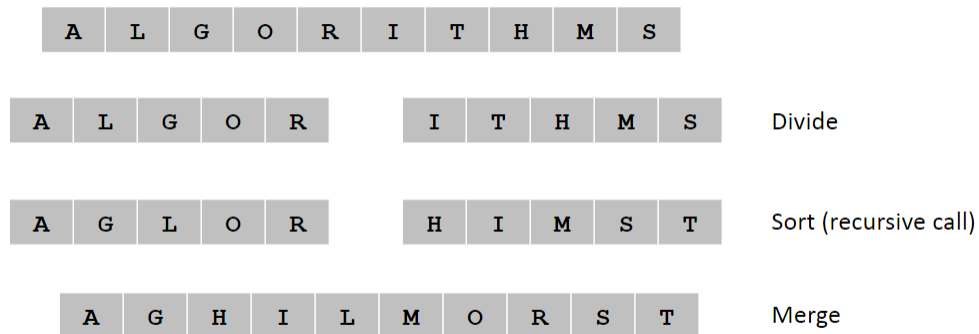 A L G O R I T H M S
A L G O R I T H M S Divide
A G L O R H I M S T Sort (recursive call)
A G H I L M O R S T Merge